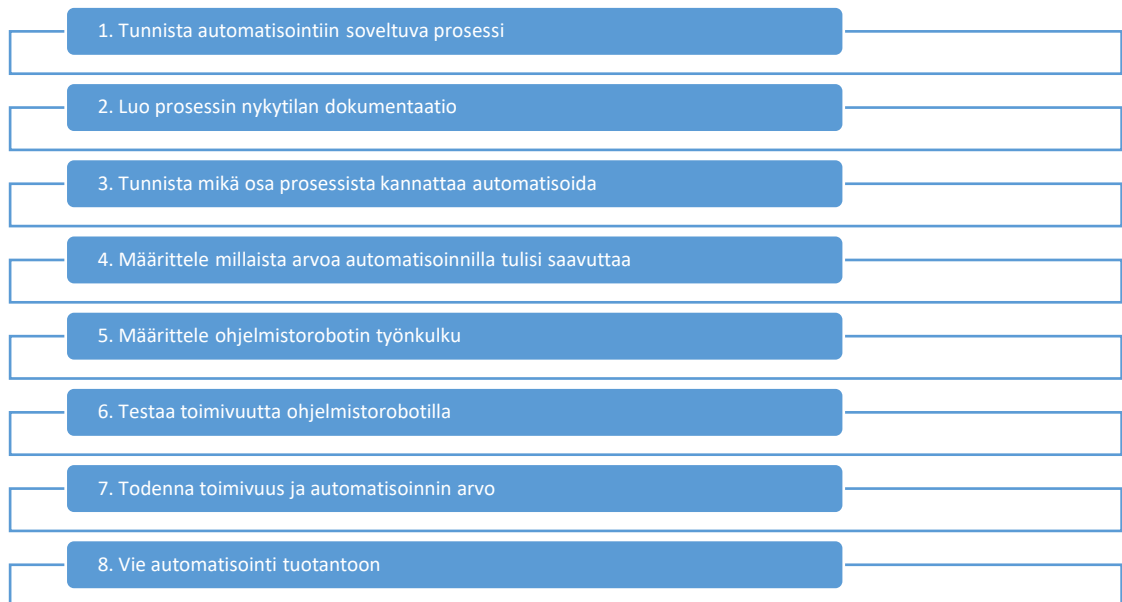 1. Tunnista automatisointiin soveltuva prosessi
2. Luo prosessin nykytilan dokumentaatio
3. Tunnista mikä osa prosessista kannattaa automatisoida
4. Määrittele millaista arvoa automatisoinnilla tulisi saavuttaa
5. Määrittele ohjelmistorobotin työnkulku
6. Testaa toimivuutta ohjelmistorobotilla
7. Todenna toimivuus ja automatisoinnin arvo
8. Vie automatisointi tuotantoon